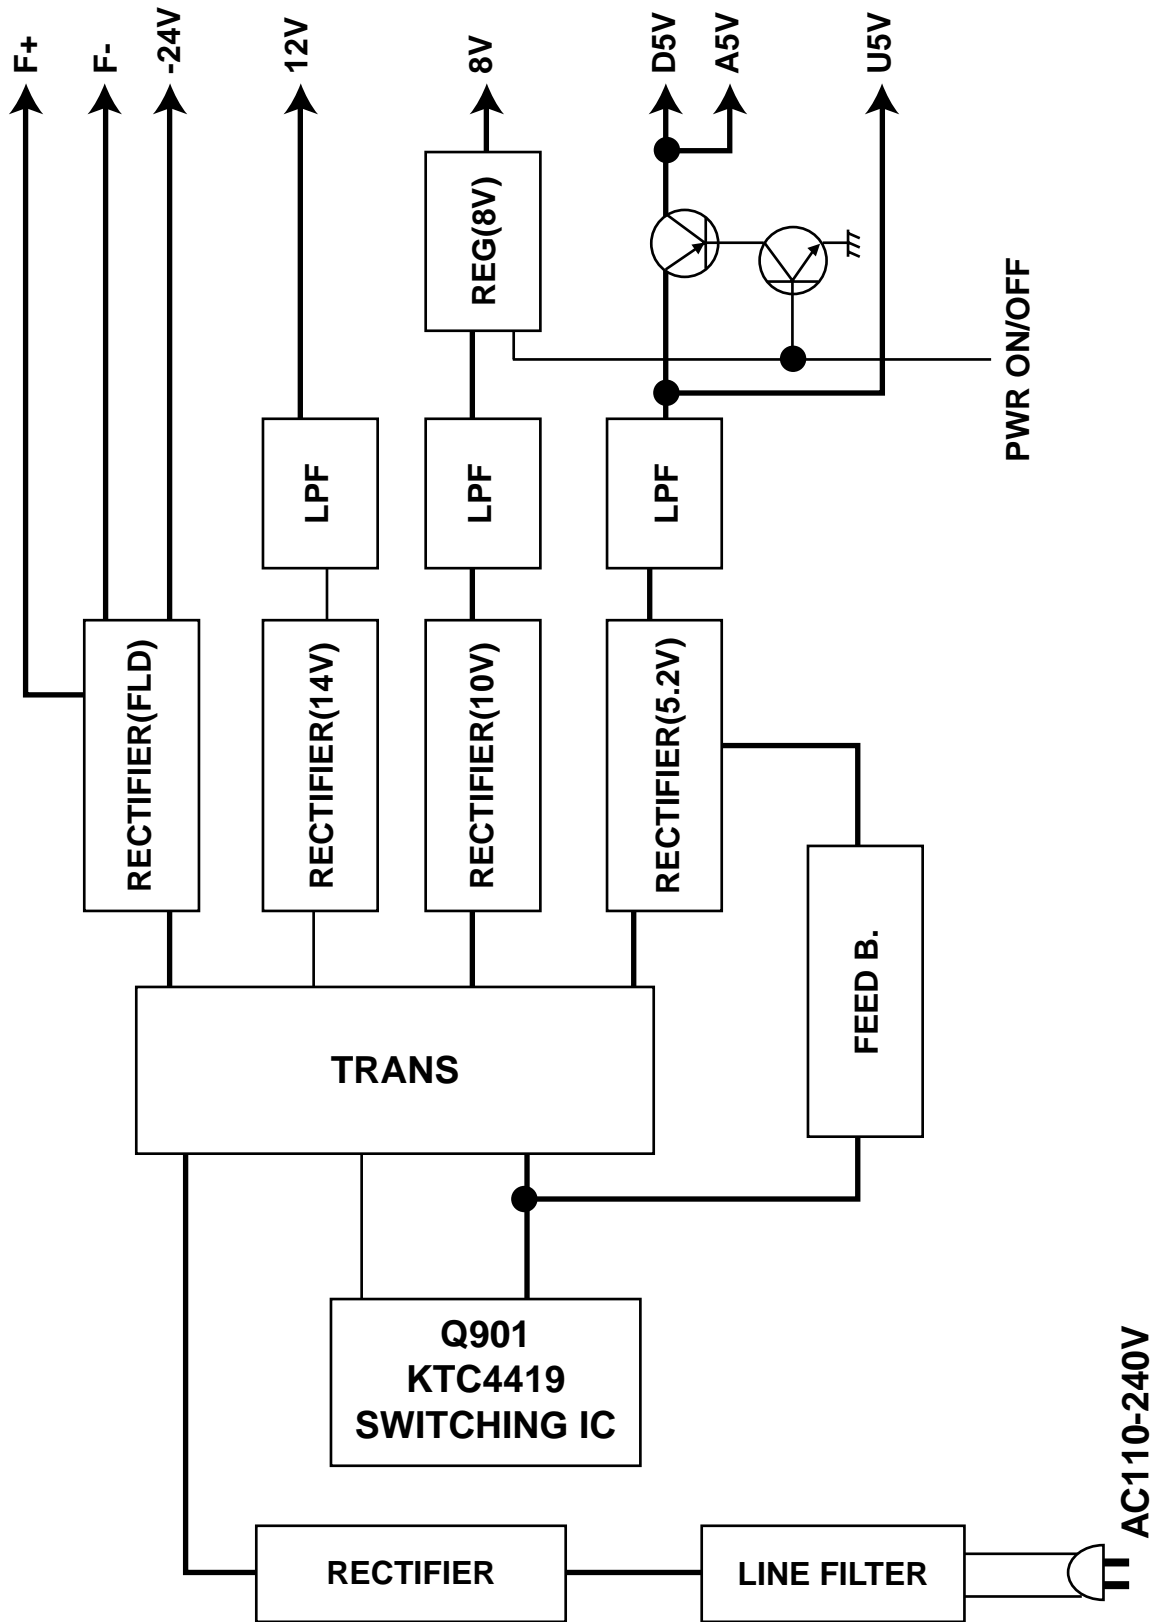 F+
F-
-24V
12V
8V
D5V
A5V
U5V
REG(8V)
PWR ON/OFF
LPF
LPF
LPF
RECTIFIER(FLD)
RECTIFIER(14V)
RECTIFIER(10V)
RECTIFIER(5.2V)
FEED B.
TRANS
Q901
KTC4419
SWITCHING IC
RECTIFIER
LINE FILTER
AC110-240V